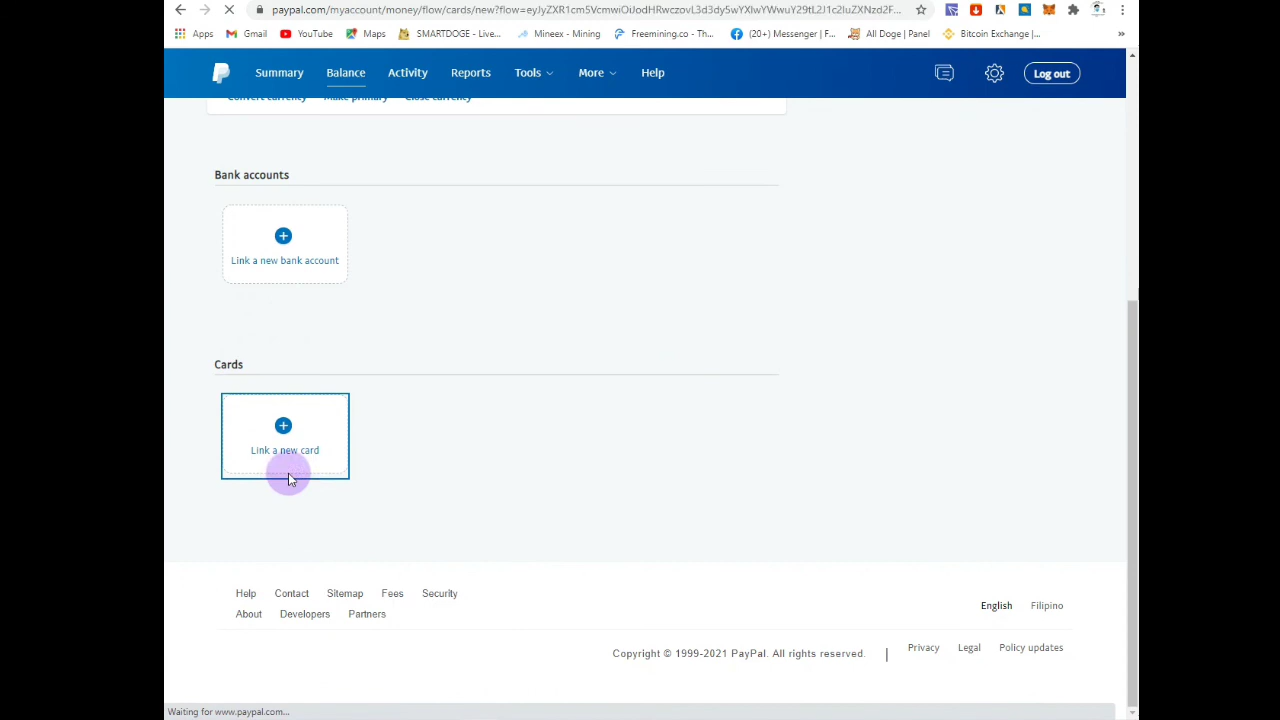 paypal.com/myaccount/money/flow/cards/new?flow=eyJyZXR1cm5VcmwiOiJodHRwczovL3d3dy5wYXlwYWwuY29tL2J1c2luZXNzd2F...
Apps Gmail YouTube Maps SMARTDOGE - Live... Mineex - Mining Freemining.co - Th... (20+) Messenger | F... All Doge | Panel Bitcoin Exchange |... »
Summary Balance Activity Reports Tools More Help Log out
Convert currency Make primary Close currency
Bank accounts
Link a new bank account
Cards
Link a new card
Help Contact Sitemap Fees Security
About Developers Partners
English Filipino
Copyright © 1999-2021 PayPal. All rights reserved. | Privacy Legal Policy updates
Waiting for www.paypal.com...